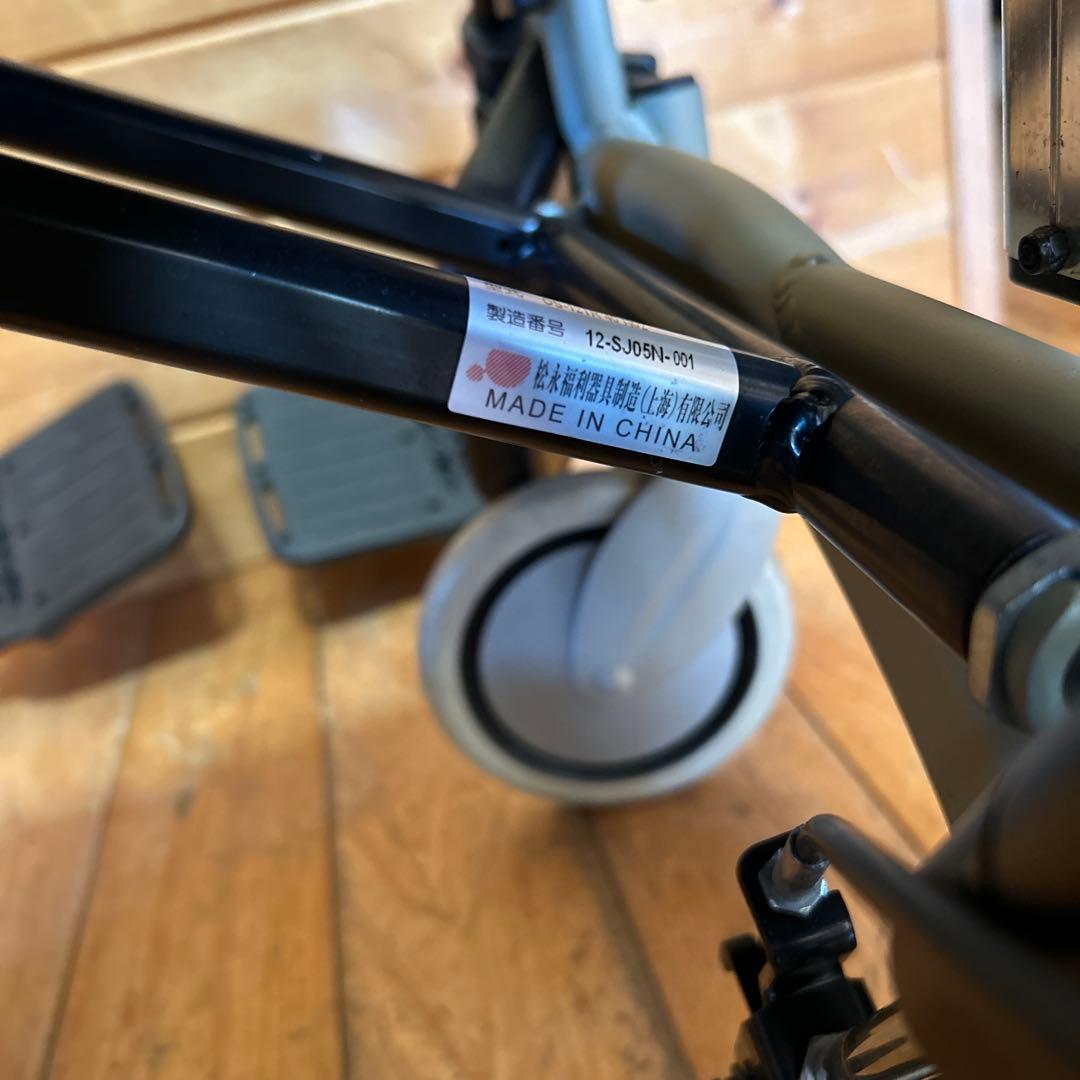 製造番号 12-SJ05N-001
松永福利器具制造(上海)有限公司
MADE IN CHINA